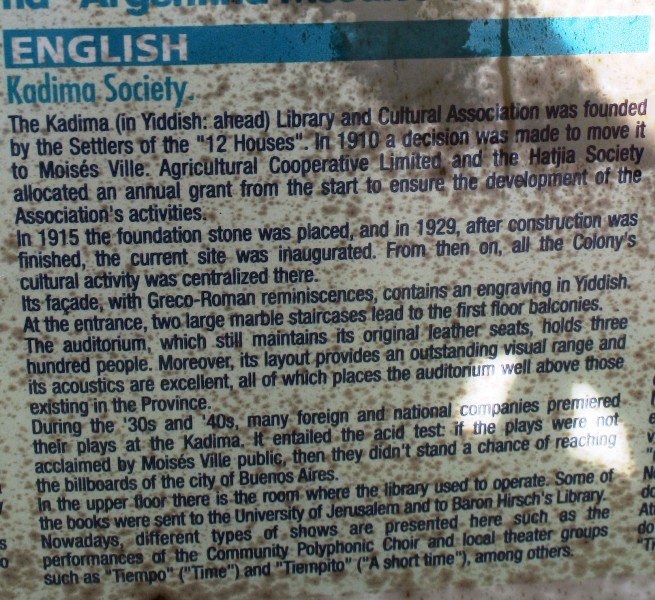 ENGLISH
Kadima Society.
The Kadima (in Yiddish: ahead) Library and Cultural Association was founded
by the Settlers of the "12 Houses". In 1910 a decision was made to move it
to Moisés Ville. Agricultural Cooperative Limited and the Hatjia Society
allocated an annual grant from the start to ensure the development of the
Association's activities.
In 1915 the foundation stone was placed, and in 1929, after construction was
finished, the current site was inaugurated. From then on, all the Colony's
cultural activity was centralized there.
Its façade, with Greco-Roman reminiscences, contains an engraving in Yiddish.
At the entrance, two large marble staircases lead to the first floor balconies.
The auditorium, which still maintains its original leather seats, holds three
hundred people. Moreover, its layout provides an outstanding visual range and
its acoustics are excellent, all of which places the auditorium well above those
existing in the Province.
During the '30s and '40s, many foreign and national companies premiered
their plays at the Kadima. It entailed the acid test: if the plays were not
acclaimed by Moisés Ville public, then they didn't stand a chance of reaching
the billboards of the city of Buenos Aires.
In the upper floor there is the room where the library used to operate. Some of
the books were sent to the University of Jerusalem and to Baron Hirsch's Library.
Nowadays, different types of shows are presented here such as the
performances of the Community Polyphonic Choir and local theater groups
such as "Tiempo" ("Time") and "Tiempito" ("A short time"), among others.